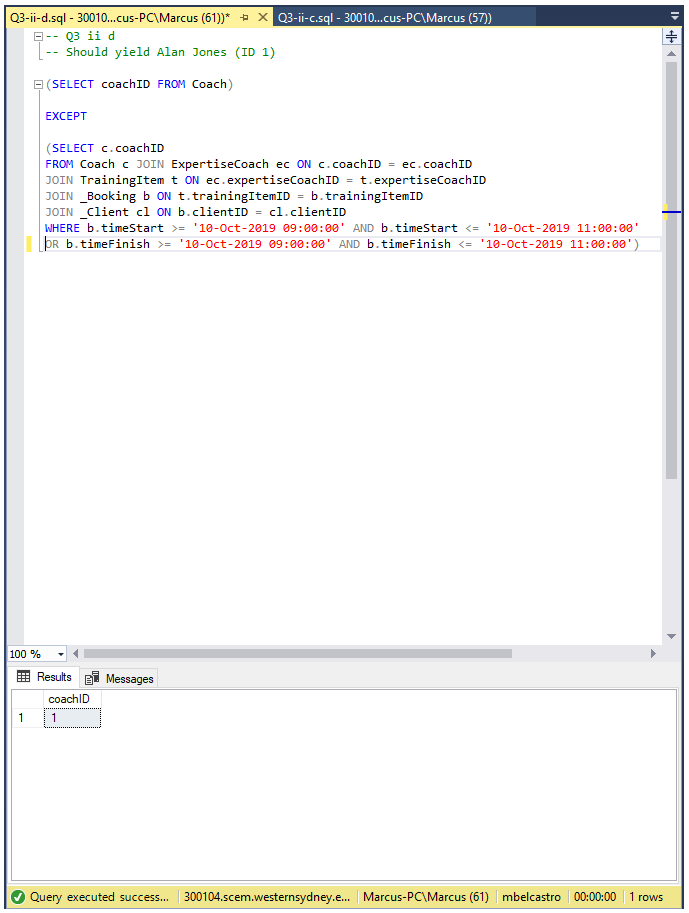 Q3-ii-d.sql - 30010...cus-PC\Marcus (61))* Q3-ii-c.sql - 30010...cus-PC\Marcus (57))
-- Q3 ii d
-- Should yield Alan Jones (ID 1)
(SELECT coachID FROM Coach)
EXCEPT
(SELECT c.coachID
FROM Coach c JOIN ExpertiseCoach ec ON c.coachID = ec.coachID
JOIN TrainingItem t ON ec.expertiseCoachID = t.expertiseCoachID
JOIN _Booking b ON t.trainingItemID = b.trainingItemID
JOIN _Client cl ON b.clientID = cl.clientID
WHERE b.timeStart >= '10-Oct-2019 09:00:00' AND b.timeStart <= '10-Oct-2019 11:00:00'
OR b.timeFinish >= '10-Oct-2019 09:00:00' AND b.timeFinish <= '10-Oct-2019 11:00:00')
100 %
Results Messages
coachID
1 1
Query executed success... 300104.scem.westernsydney.e... Marcus-PC\Marcus (61) mbelcastro 00:00:00 1 rows